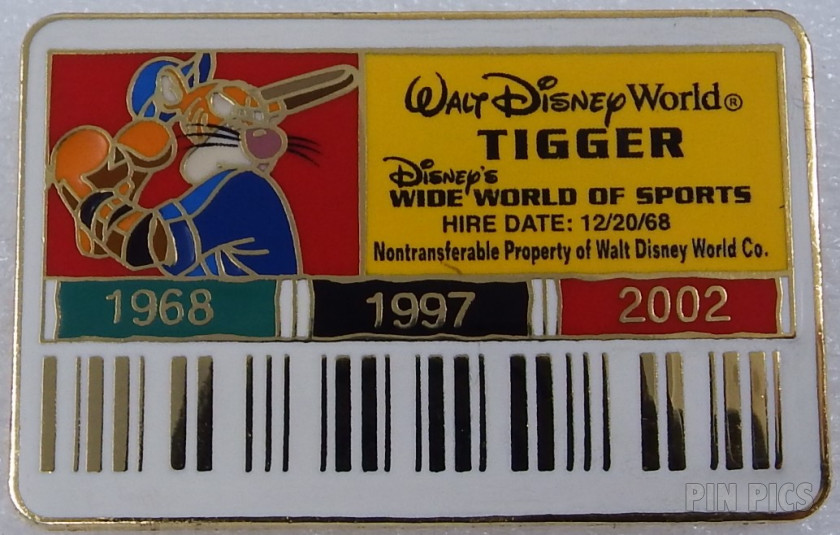 Walt Disney World®
TIGGER
Disney's
WIDE WORLD OF SPORTS
HIRE DATE: 12/20/68
Nontransferable Property of Walt Disney World Co.
1968 1997 2002
PIN PICS